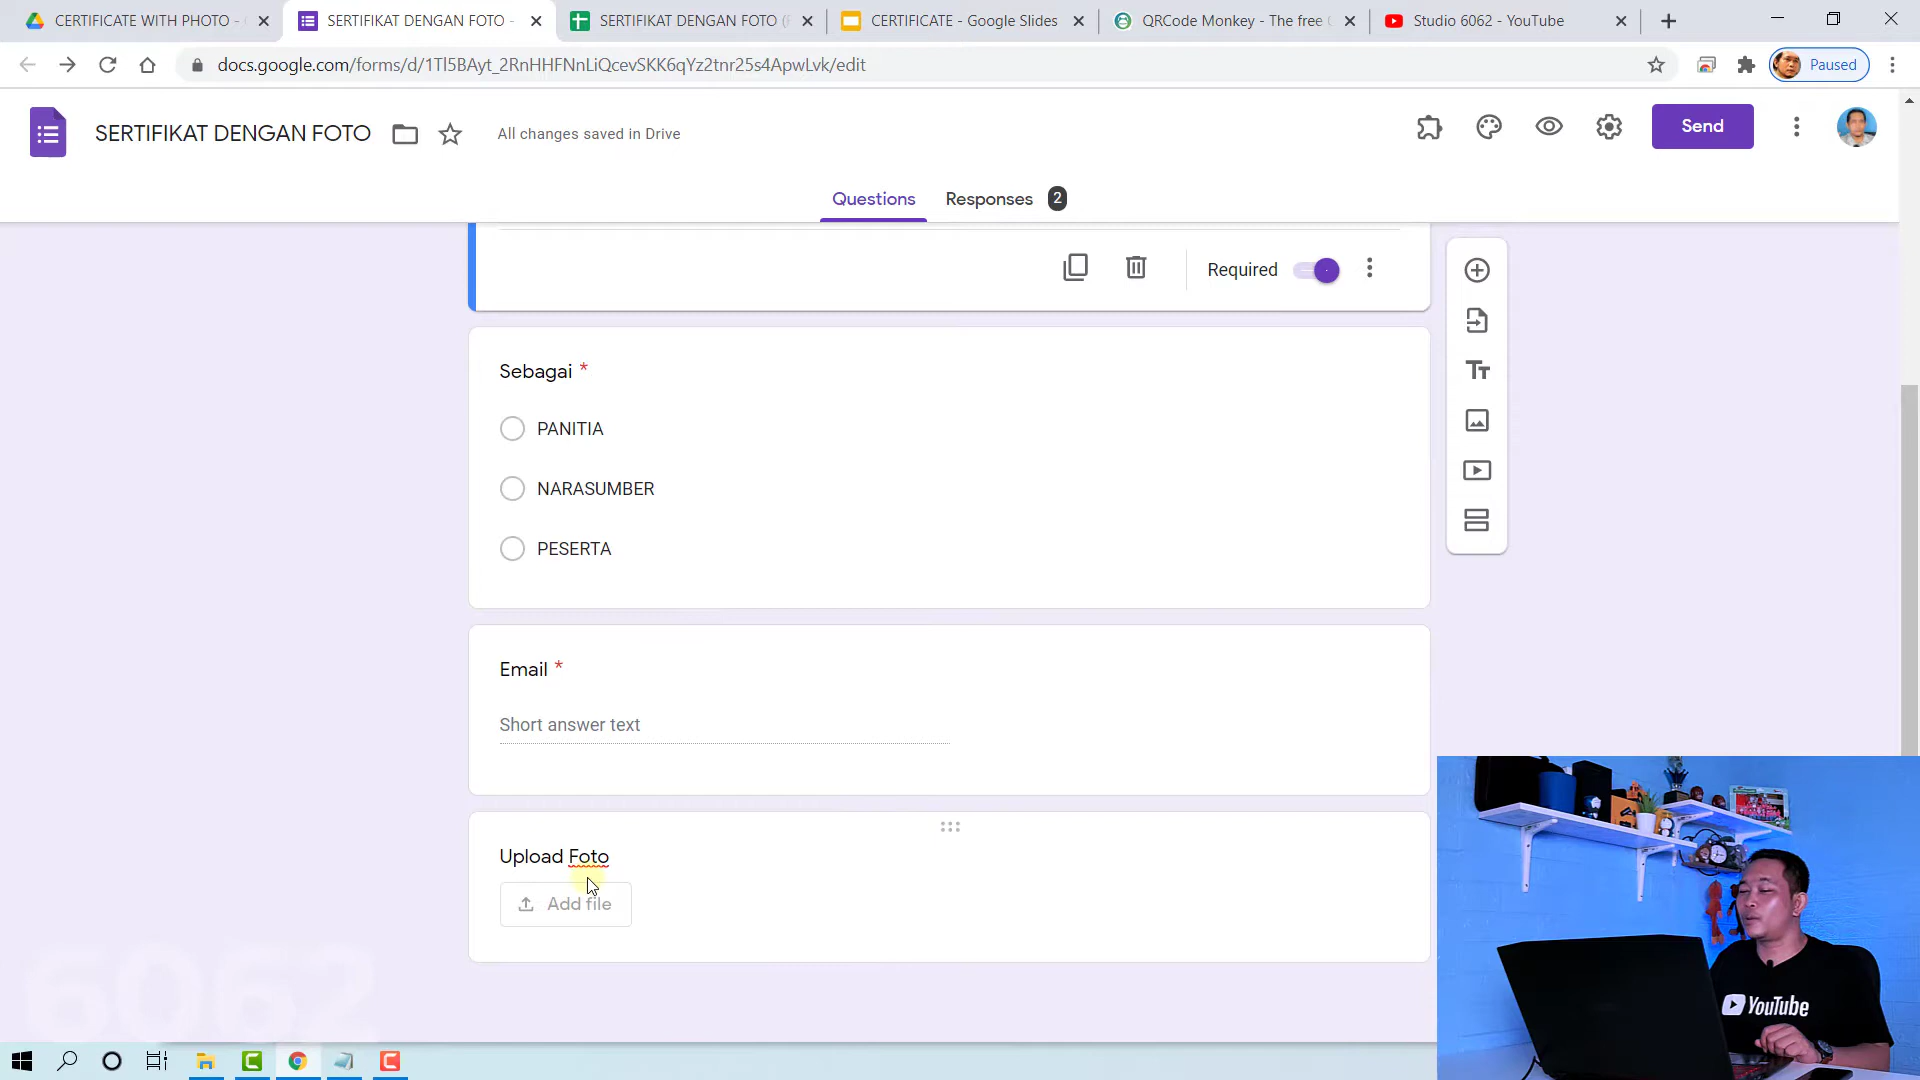 CERTIFICATE WITH PHOTO -
SERTIFIKAT DENGAN FOTO -
SERTIFIKAT DENGAN FOTO (
CERTIFICATE - Google Slides
QRCode Monkey - The free
Studio 6062 - YouTube
docs.google.com/forms/d/1Tl5BAyt_2RnHHFNnLiQcevSKK6qYz2tnr25s4ApwLvk/edit
Paused
SERTIFIKAT DENGAN FOTO
All changes saved in Drive
Send
Questions
Responses 2
Required
Sebagai *
PANITIA
NARASUMBER
PESERTA
Tт
Email *
Short answer text
Upload Foto
Add file
6062
YouTube